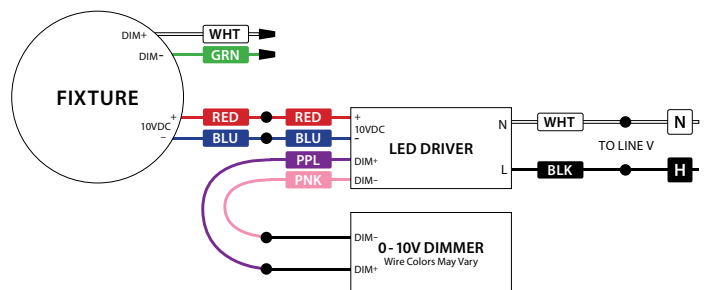 DIM+ WHT
DIM- GRN
FIXTURE
+ RED RED +
10VDC 10VDC
- BLU BLU -
PPL DIM+
PNK DIM-
LED DRIVER
N WHT N
TO LINE V
L BLK H
DIM-
0-10V DIMMER
Wire Colors May Vary
DIM+